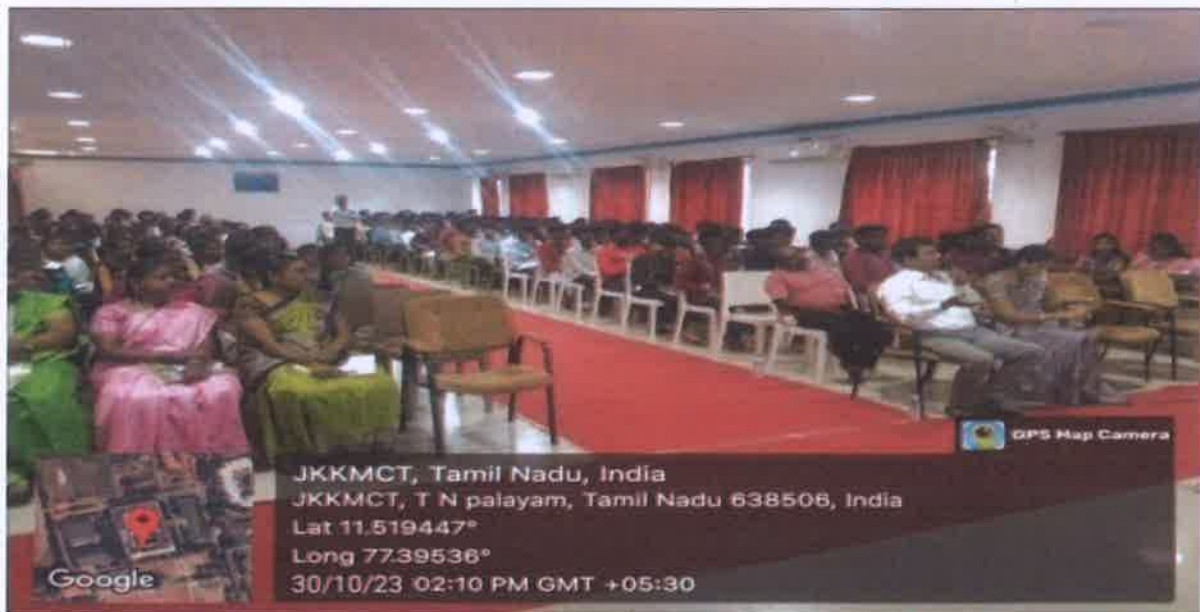 GPS Map Camera
JKKMCT, Tamil Nadu, India
JKKMCT, T N palayam, Tamil Nadu 638506, India
Lat 11.519447°
Long 77.39536°
30/10/23 02:10 PM GMT +05:30
Google